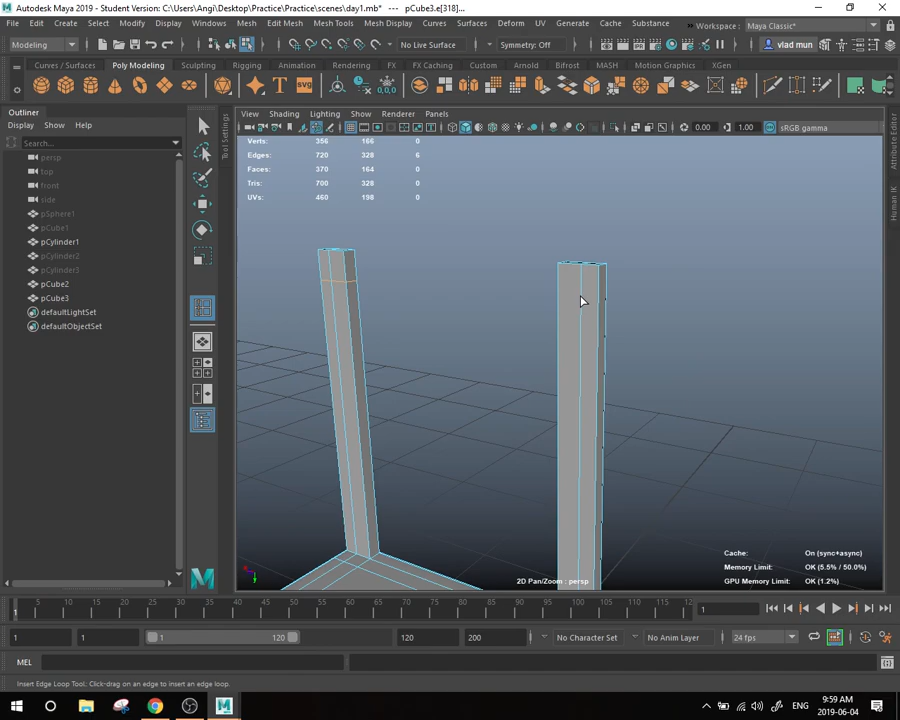 Autodesk Maya 2019 - Student Version: C:\Users\Angi\Desktop\Practice\Practice\scenes\day1.mb*   ---   pCube3.e[318]...
File Edit Create Select Modify Display Windows Mesh Edit Mesh Mesh Tools Mesh Display Curves Surfaces Deform UV Generate Cache Substance Workspace : Maya Classic*
Modeling No Live Surface Symmetry: Off vlad mun
Curves / Surfaces Poly Modeling Sculpting Rigging Animation Rendering FX FX Caching Custom Arnold Bifrost MASH Motion Graphics XGen
T SVG
Outliner
Display Show Help
Search...
persp
top
front
side
pSphere1
pCube1
pCylinder1
pCylinder2
pCylinder3
pCube2
pCube3
defaultLightSet
defaultObjectSet
Tool Settings
View Shading Lighting Show Renderer Panels
0.00 1.00 sRGB gamma
Verts: 356 166 0
Edges: 720 328 6
Faces: 370 164 0
Tris: 700 328 0
UVs: 460 198 0
Attribute Editor
Human IK
Cache: On (sync+async)
Memory Limit: OK (5.5% / 50.0%)
GPU Memory Limit: OK (1.2%)
2D Pan/Zoom : persp
1 5 10 15 20 25 30 35 40 45 50 55 60 65 70 75 80 85 90 95 100 105 110 115 12 1
1 1 1 120 120 200 No Character Set No Anim Layer 24 fps
MEL
Insert Edge Loop Tool: Click-drag on an edge to insert an edge loop.
ENG 9:59 AM
2019-06-04